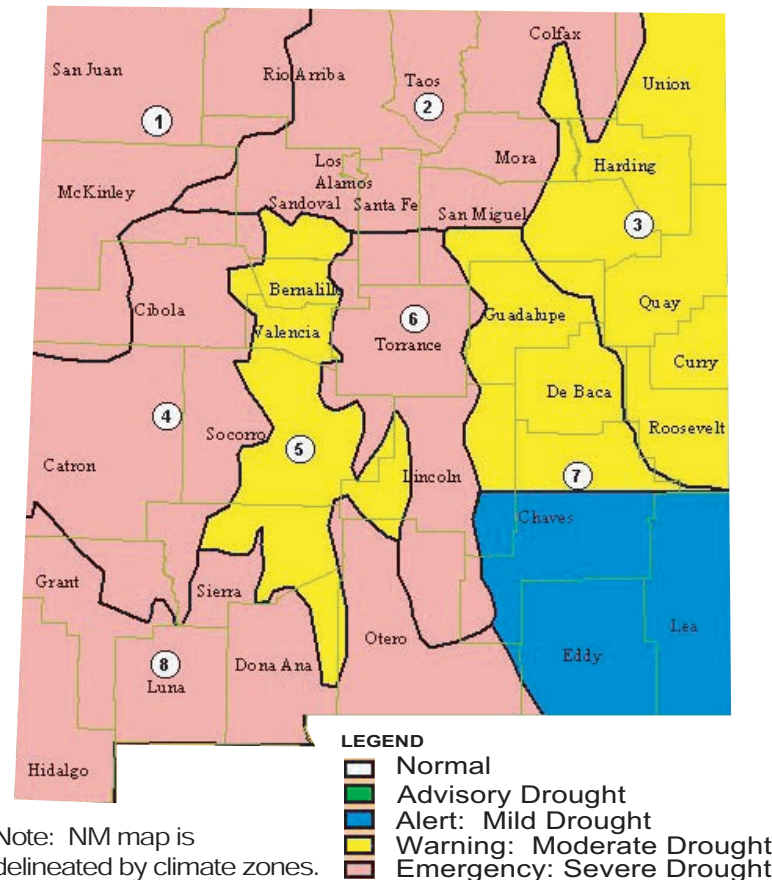 Colfax
San Juan
Rio Arriba
Taos
Union
2
1
Los
Alamos
Mora
Harding
McKinley
Sandoval
Santa Fe
San Miguel
3
Bernalill
Cibola
6
Guadalupe
Quay
Valencia
Torrance
Curry
De Baca
4
Socorro
5
Roosevelt
Catron
Lincoln
7
Chaves
Grant
Sierra
Lea
Otero
Eddy
8
Luna
Dona Ana
Hidalgo
LEGEND
Normal
Advisory Drought
Alert: Mild Drought
Warning: Moderate Drought
Emergency: Severe Drought
Note: NM map is
delineated by climate zones.